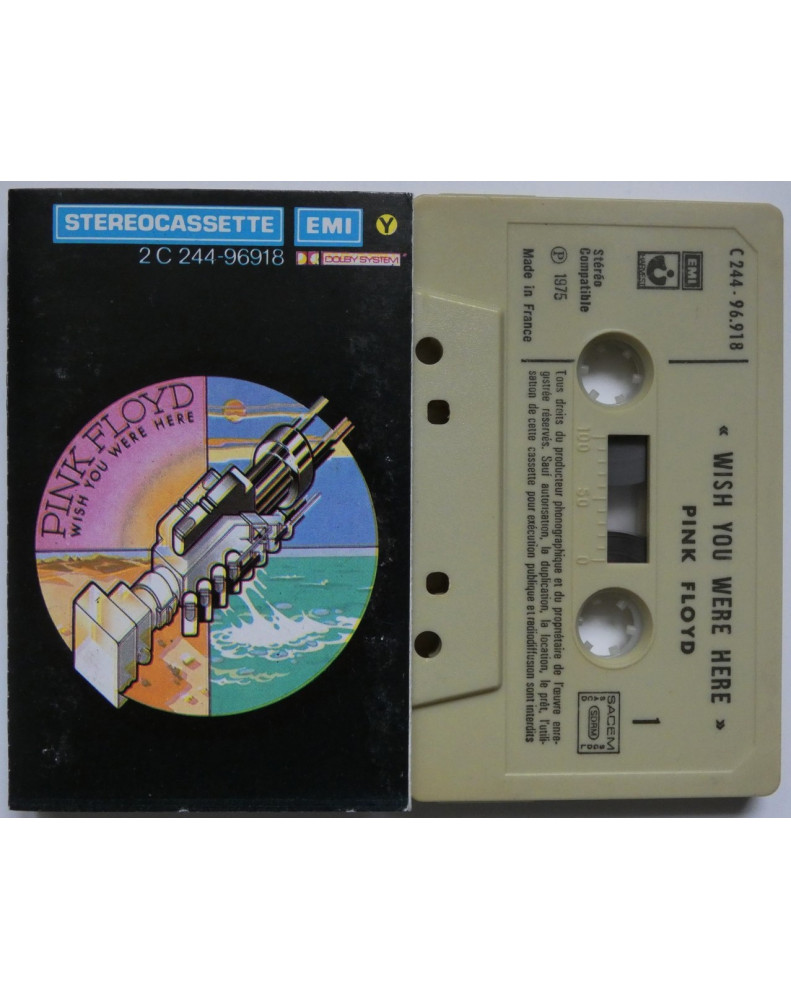 STEREOCASSETTE EMI Y
2 C 244-96918 DOLBY SYSTEM
PINK FLOYD
WISH YOU WERE HERE
C 244 - 96.918
EMI
HARVEST
Stéréo
Compatible
℗ 1975
Made in France
« WISH YOU WERE HERE »
PINK FLOYD
100 50 0
1
SACEM
SDRM
SACD
SGDL
Tous droits du producteur phonographique et du propriétaire de l'œuvre enre-
gistrée réservés. Sauf autorisation, la duplication, la location, le prêt, l'utili-
sation de cette cassette pour exécution publique et radiodiffusion sont interdits